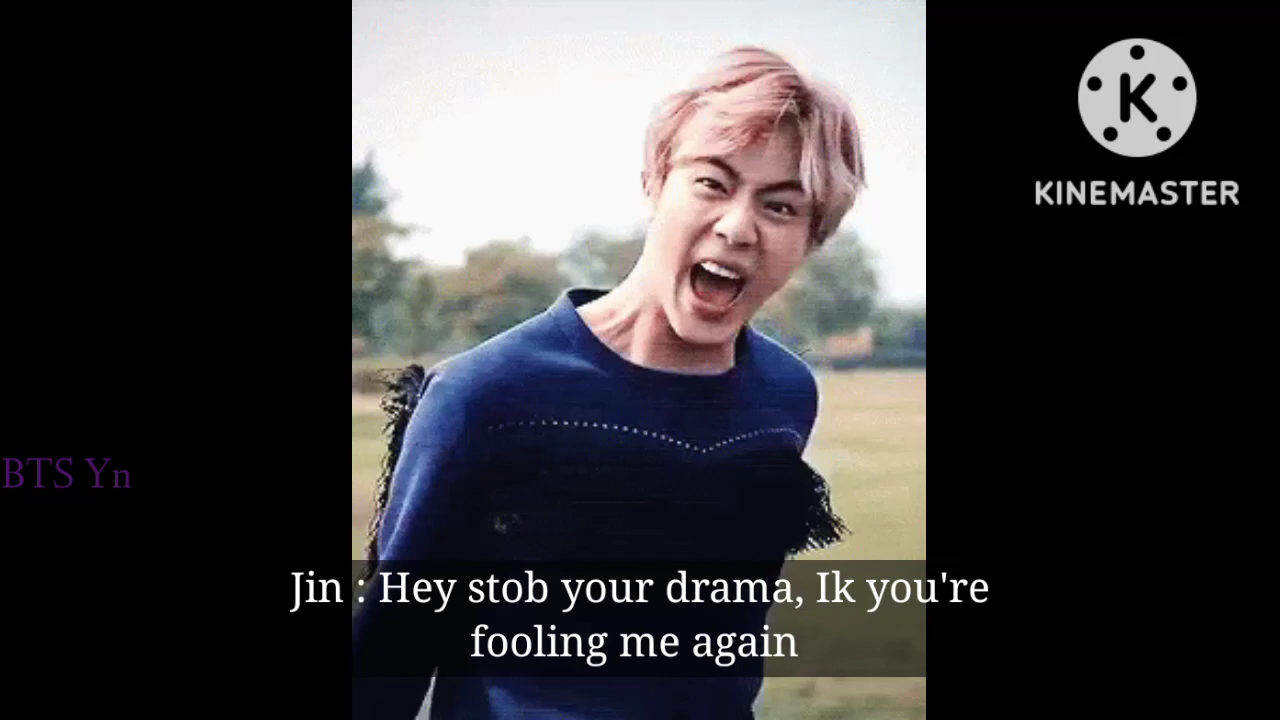 K
KINEMASTER
BTS Yn
Jin : Hey stob your drama, Ik you're
fooling me again